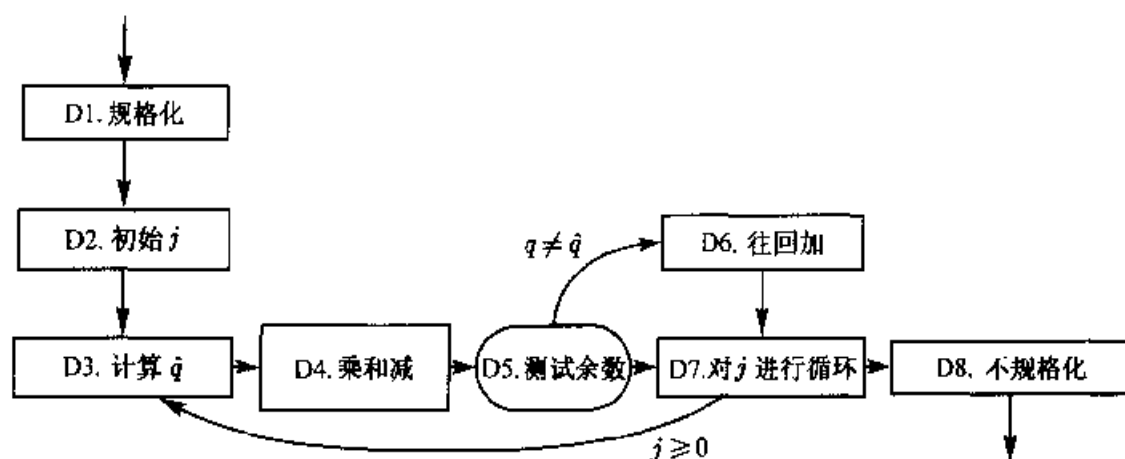 D1. 规格化
D2. 初始 j
q ≠ q̂
D6. 往回加
D3. 计算 q̂
D4. 乘和减
D5. 测试余数
D7. 对 j 进行循环
D8. 不规格化
j ≥ 0